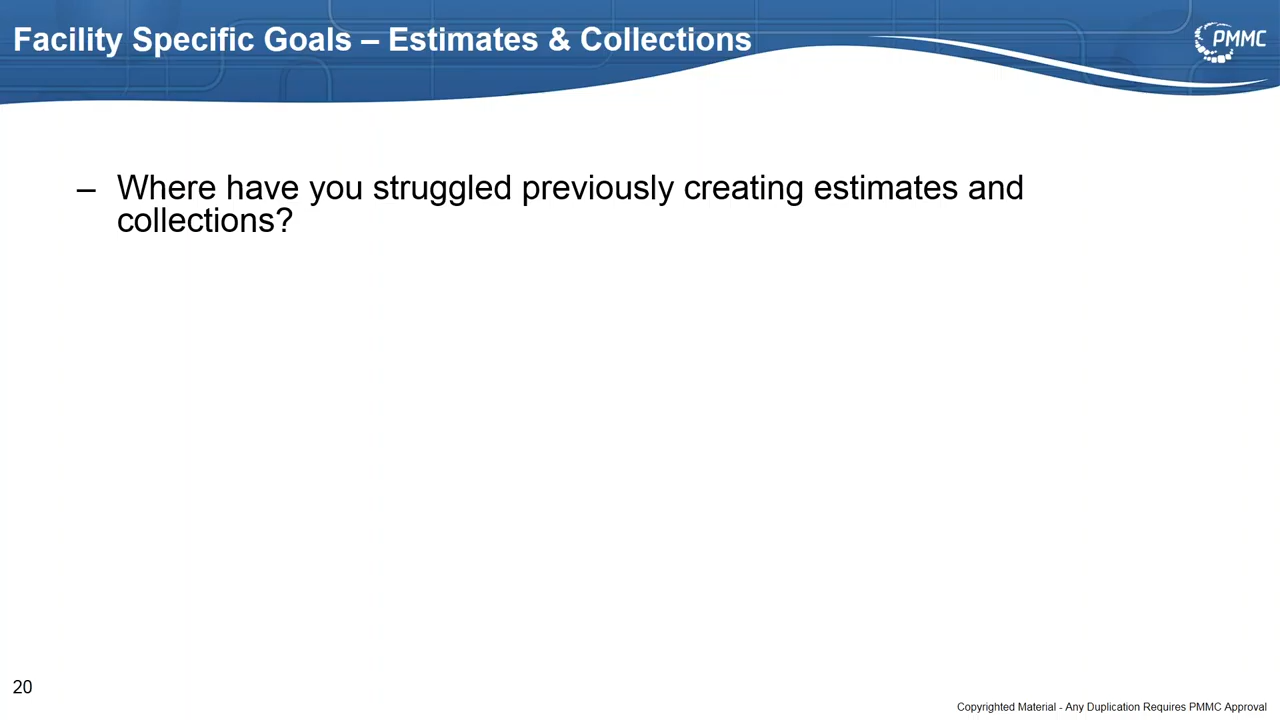 Facility Specific Goals – Estimates & Collections
PMMC
– Where have you struggled previously creating estimates and
collections?
20
Copyrighted Material - Any Duplication Requires PMMC Approval